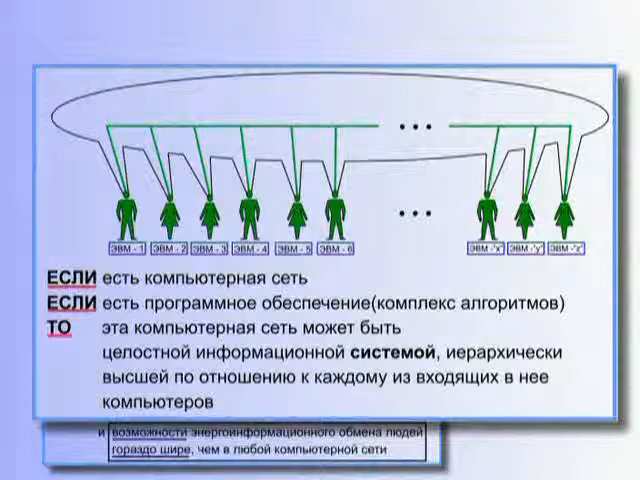 ... 
...
ЭВМ - 1 ЭВМ - 2 ЭВМ - 3 ЭВМ - 4 ЭВМ - 5 ЭВМ - 6 ЭВМ -"x" ЭВМ -"y" ЭВМ -"z"
ЕСЛИ есть компьютерная сеть
ЕСЛИ есть программное обеспечение(комплекс алгоритмов)
ТО эта компьютерная сеть может быть
целостной информационной системой, иерархически
высшей по отношению к каждому из входящих в нее
компьютеров
и возможности энергоинформационного обмена людей
гораздо шире, чем в любой компьютерной сети